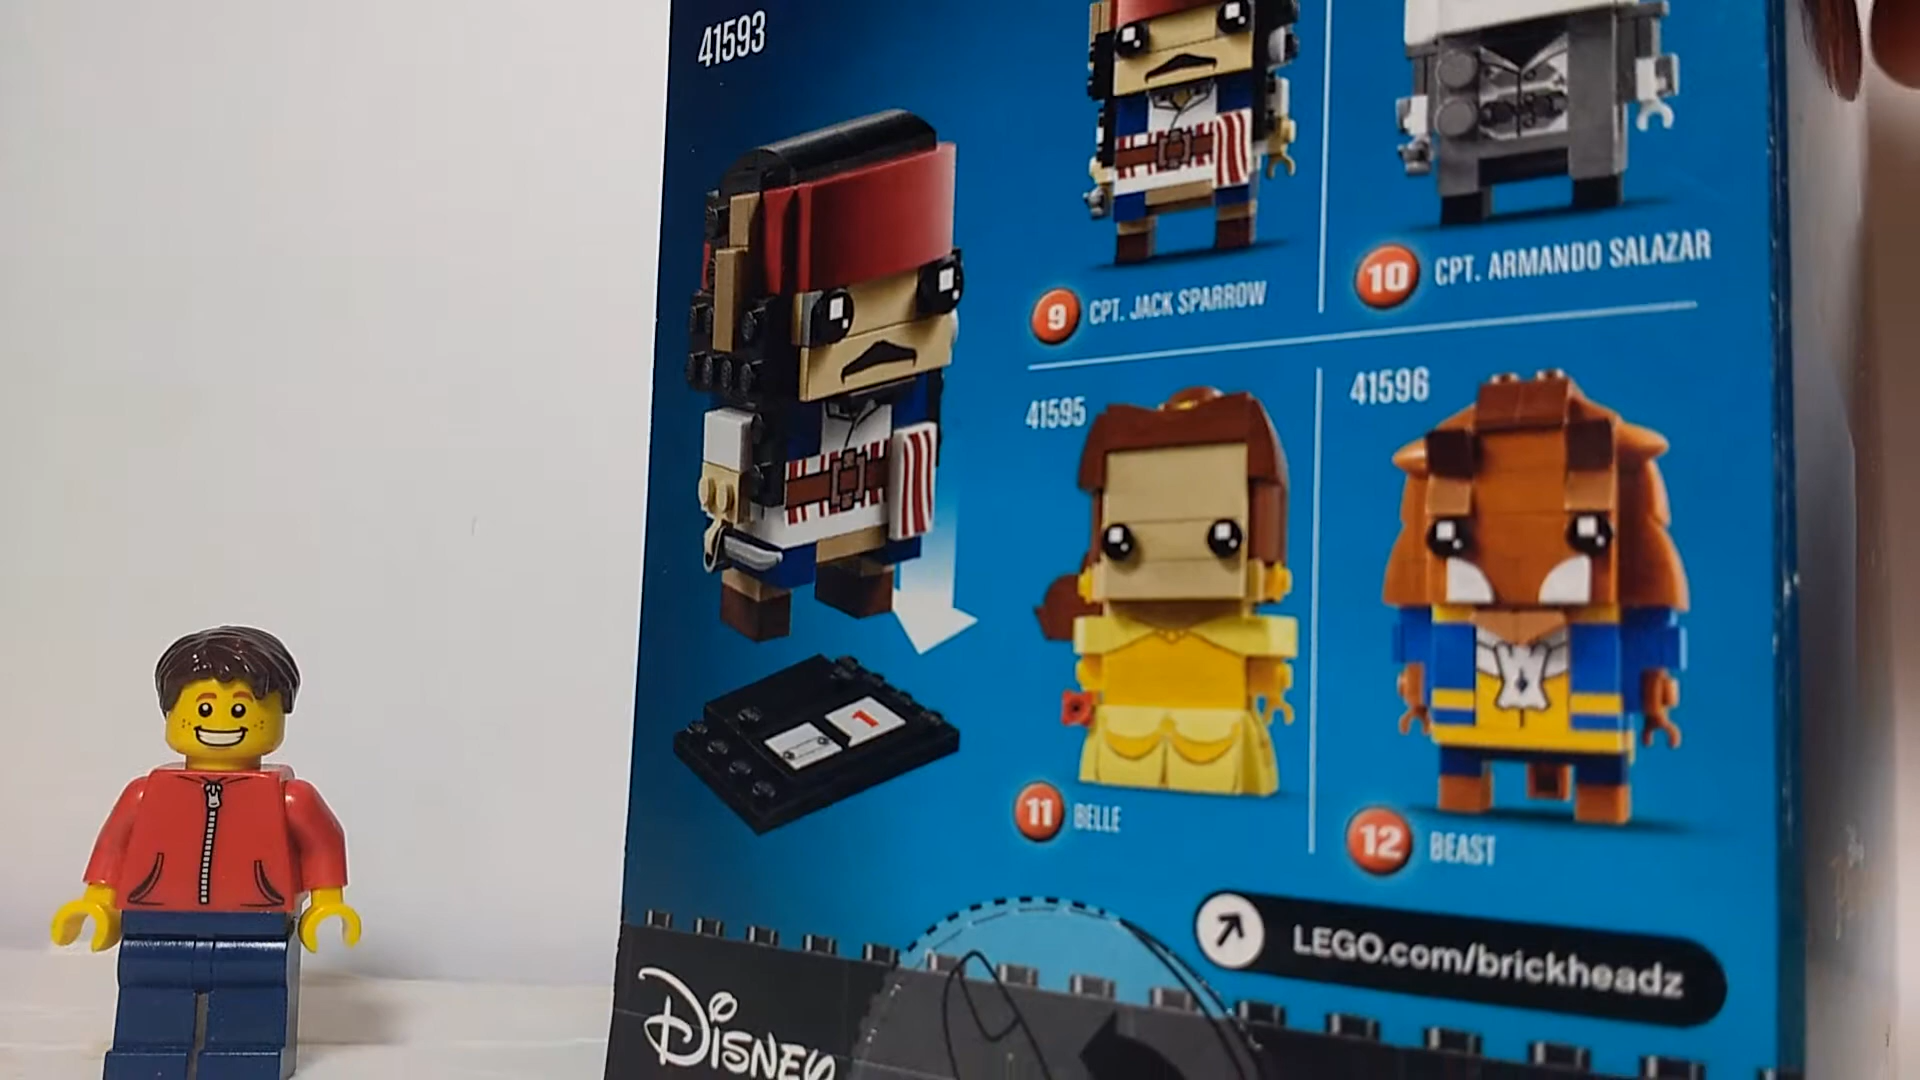 41593
9 CPT. JACK SPARROW
10 CPT. ARMANDO SALAZAR
41595
41596
1
11 BELLE
12 BEAST
LEGO.com/brickheadz
DISNEY